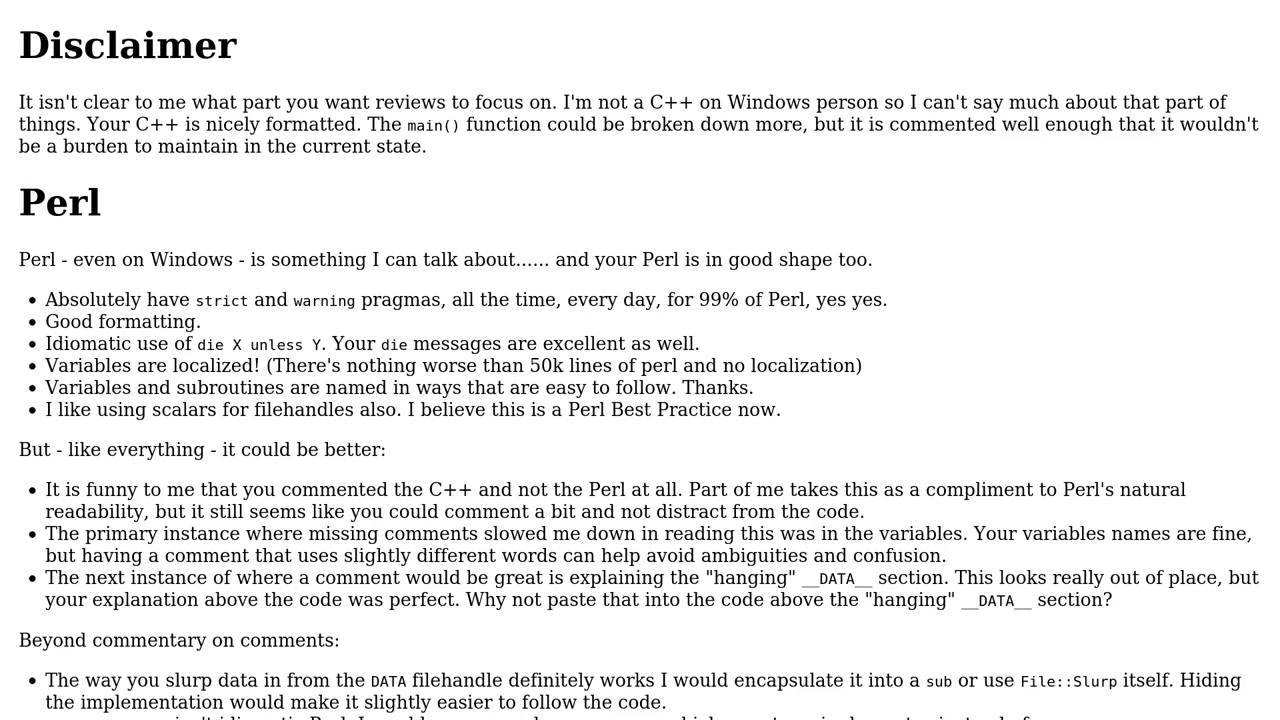 Disclaimer
It isn't clear to me what part you want reviews to focus on. I'm not a C++ on Windows person so I can't say much about that part of
things. Your C++ is nicely formatted. The main() function could be broken down more, but it is commented well enough that it wouldn't
be a burden to maintain in the current state.
Perl
Perl - even on Windows - is something I can talk about...... and your Perl is in good shape too.
• Absolutely have strict and warning pragmas, all the time, every day, for 99% of Perl, yes yes.
• Good formatting.
• Idiomatic use of die X unless Y. Your die messages are excellent as well.
• Variables are localized! (There's nothing worse than 50k lines of perl and no localization)
• Variables and subroutines are named in ways that are easy to follow. Thanks.
• I like using scalars for filehandles also. I believe this is a Perl Best Practice now.
But - like everything - it could be better:
• It is funny to me that you commented the C++ and not the Perl at all. Part of me takes this as a compliment to Perl's natural
readability, but it still seems like you could comment a bit and not distract from the code.
• The primary instance where missing comments slowed me down in reading this was in the variables. Your variables names are fine,
but having a comment that uses slightly different words can help avoid ambiguities and confusion.
• The next instance of where a comment would be great is explaining the "hanging" __DATA__ section. This looks really out of place, but
your explanation above the code was perfect. Why not paste that into the code above the "hanging" __DATA__ section?
Beyond commentary on comments:
• The way you slurp data in from the DATA filehandle definitely works I would encapsulate it into a sub or use File::Slurp itself. Hiding
the implementation would make it slightly easier to follow the code.